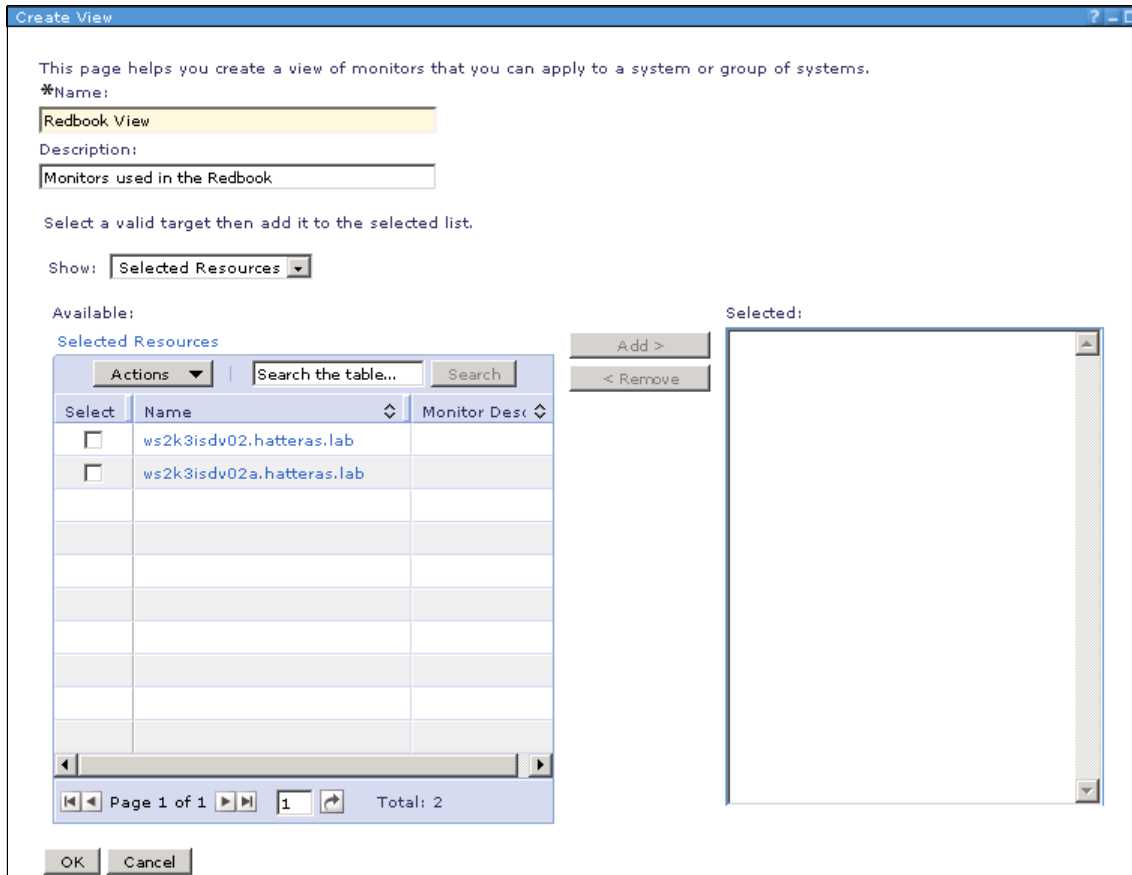 Create View ?
This page helps you create a view of monitors that you can apply to a system or group of systems.
*Name:
Redbook View
Description:
Monitors used in the Redbook
Select a valid target then add it to the selected list.
Show: Selected Resources
Available: Selected:
Selected Resources
Add >
Actions | Search the table... Search
< Remove
Select Name Monitor Desc
ws2k3isdv02.hatteras.lab
ws2k3isdv02a.hatteras.lab
Page 1 of 1 1 Total: 2
OK Cancel